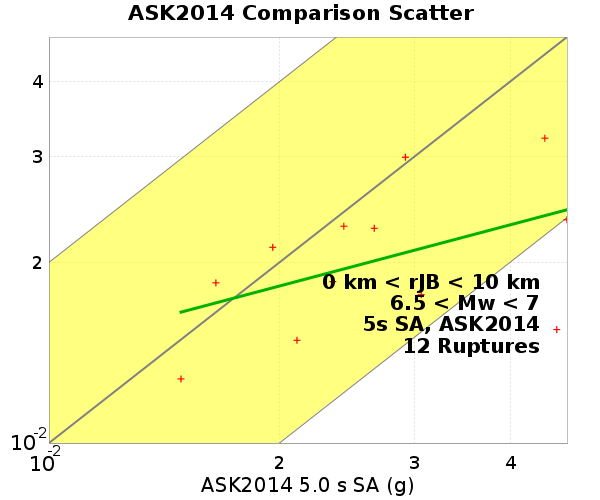 ASK2014 Comparison Scatter
4
3
2
10-2
10-2
2
3
4
0 km < rJB < 10 km
6.5 < Mw < 7
5s SA, ASK2014
12 Ruptures
ASK2014 5.0 s SA (g)